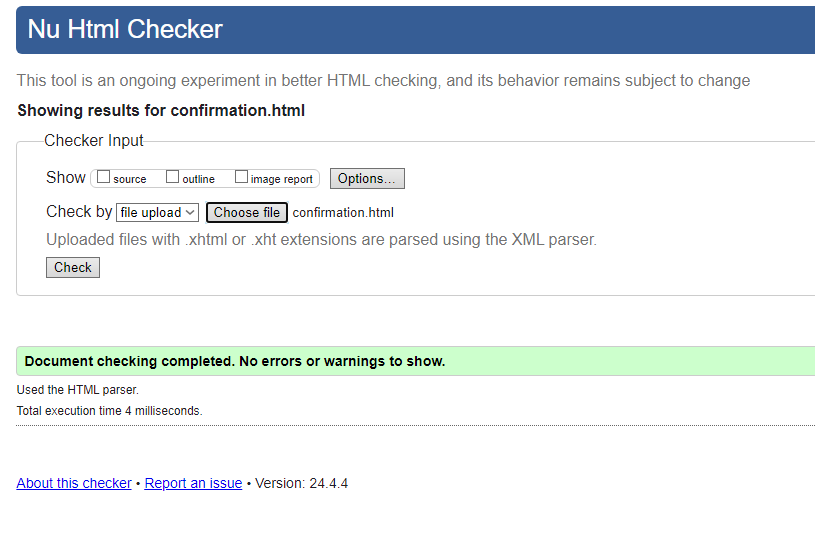 Nu Html Checker
This tool is an ongoing experiment in better HTML checking, and its behavior remains subject to change
Showing results for confirmation.html
Checker Input
Show source outline image report Options...
Check by file upload Choose file confirmation.html
Uploaded files with .xhtml or .xht extensions are parsed using the XML parser.
Check
Document checking completed. No errors or warnings to show.
Used the HTML parser.
Total execution time 4 milliseconds.
About this checker • Report an issue • Version: 24.4.4